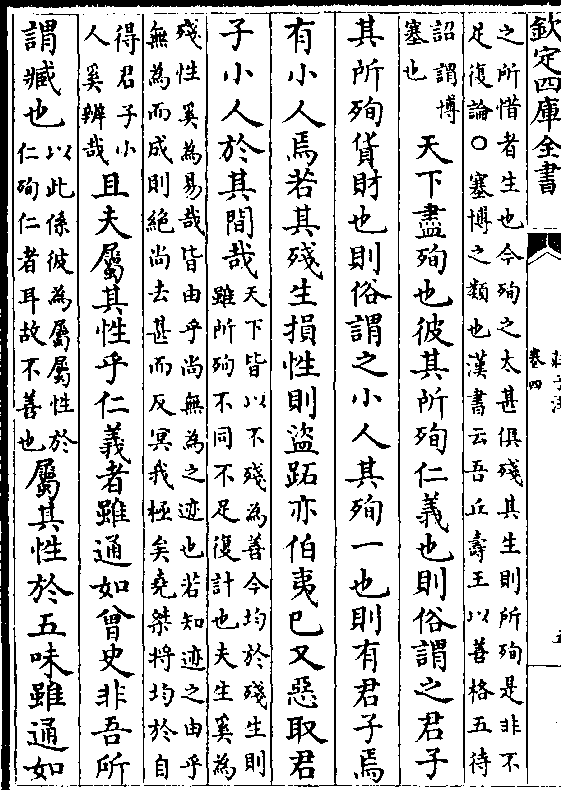 欽定四庫全書
卷四
之所惜者生也今殉之太甚俱殘其生則所殉是非不
足復論○塞博之類也漢書云吾丘壽王以善格五待
詔謂博
塞也
天下盡殉也彼其所殉仁義也則俗謂之君子
其所殉貨財也則俗謂之小人其殉一也則有君子焉
有小人焉若其殘生損性則盜跖亦伯夷已又惡取君
子小人於其間哉
天下皆以不殘為善今均於殘生則
雖所殉不同不足復計也夫生奚為
殘性奚為易哉皆由乎尚無為之迹也若知迹之由乎
無為而成則絕尚去甚而反冥我極矣堯桀將均於自
得君子小
人奚辨哉
且夫屬其性乎仁義者雖通如曾史非吾所
謂臧也
以此係彼為屬屬性於
仁殉仁者耳故不善也
屬其性於五味雖通如